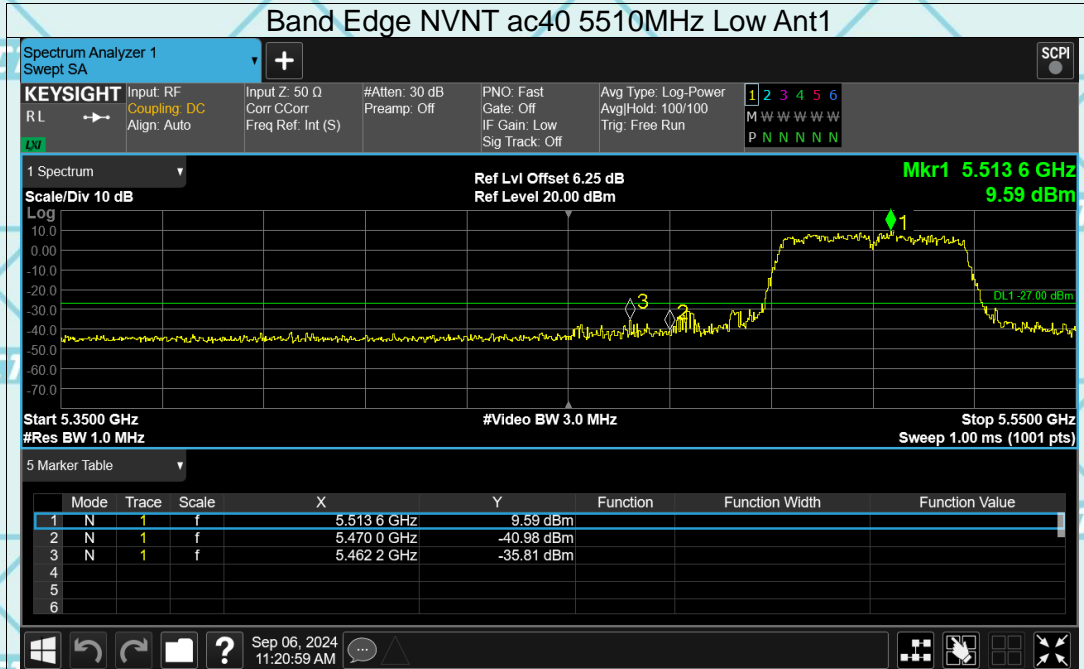 Band Edge NVNT ac40 5510MHz Low Ant1
Spectrum Analyzer 1
Swept SA
+
SCPI
KEYSIGHT
RL
LXI
Input: RF
Coupling: DC
Align: Auto
Input Z: 50 Ω
Corr CCorr
Freq Ref: Int (S)
#Atten: 30 dB
Preamp: Off
PNO: Fast
Gate: Off
IF Gain: Low
Sig Track: Off
Avg Type: Log-Power
Avg|Hold: 100/100
Trig: Free Run
1 2 3 4 5 6
M W W W W W
P N N N N N
1 Spectrum
Scale/Div 10 dB
Ref Lvl Offset 6.25 dB
Ref Level 20.00 dBm
Mkr1 5.513 6 GHz
9.59 dBm
Log
10.0
0.00
-10.0
-20.0
-30.0
-40.0
-50.0
-60.0
-70.0
1
3
2
DL1 -27.00 dBm
Start 5.3500 GHz
#Res BW 1.0 MHz
#Video BW 3.0 MHz
Stop 5.5500 GHz
Sweep 1.00 ms (1001 pts)
5 Marker Table
Mode Trace Scale X Y Function Function Width Function Value
1 N 1 f 5.513 6 GHz 9.59 dBm
2 N 1 f 5.470 0 GHz -40.98 dBm
3 N 1 f 5.462 2 GHz -35.81 dBm
4
5
6
?
Sep 06, 2024
11:20:59 AM